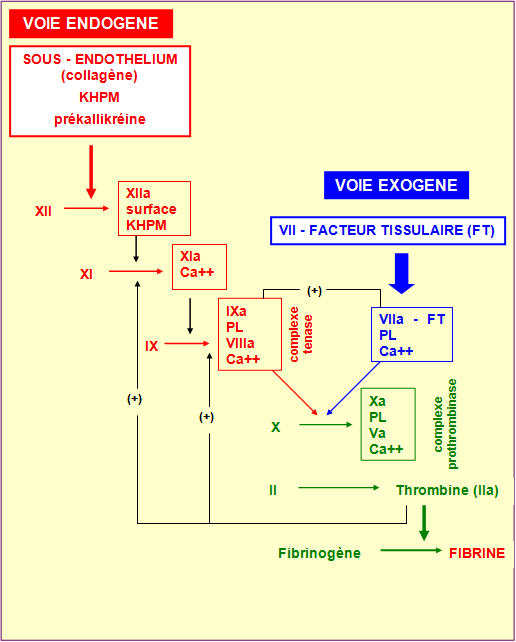 VOIE ENDOGENE
SOUS - ENDOTHELIUM
(collagène)
KHPM
prékallikréine
VOIE EXOGENE
VII - FACTEUR TISSULAIRE (FT)
XII
XIIa
surface
KHPM
XI
XIa
Ca++
(+)
IX
IXa
PL
VIIIa
Ca++
complexe
tenase
VIIa - FT
PL
Ca++
(+)
(+)
X
Xa
PL
Va
Ca++
complexe
prothrombinase
II
Thrombine (IIa)
Fibrinogène
FIBRINE